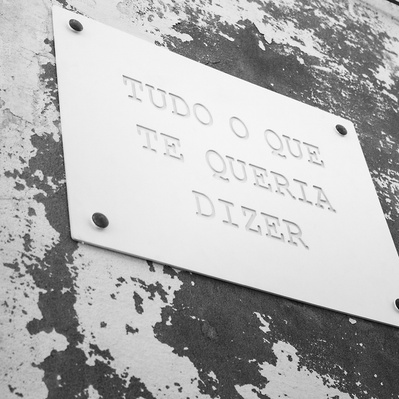 TUDO O QUE
TE QUERIA
DIZER